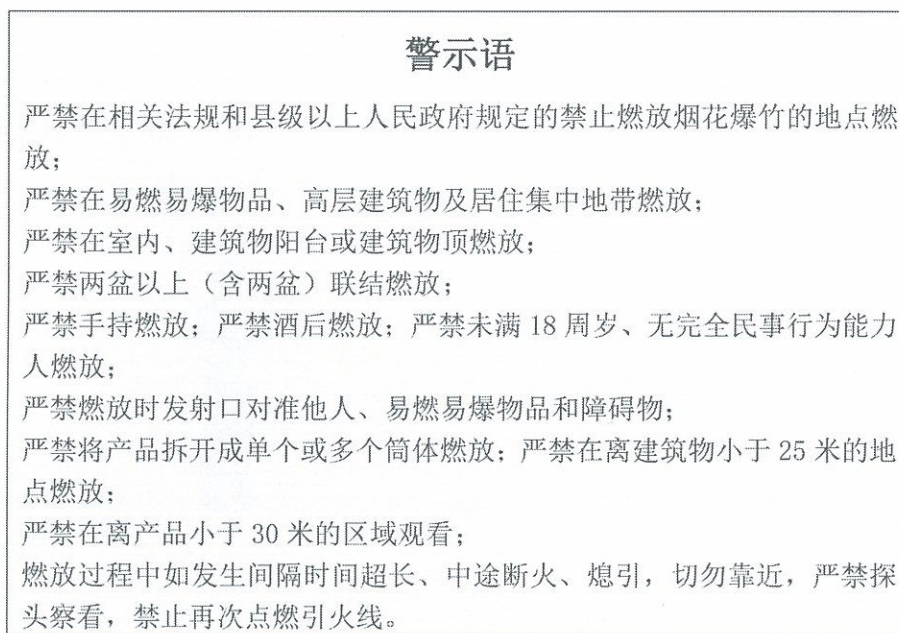 警示语
严禁在相关法规和县级以上人民政府规定的禁止燃放烟花爆竹的地点燃
放；
严禁在易燃易爆物品、高层建筑物及居住集中地带燃放；
严禁在室内、建筑物阳台或建筑物顶燃放；
严禁两盆以上（含两盆）联结燃放；
严禁手持燃放；严禁酒后燃放；严禁未满 18 周岁、无完全民事行为能力
人燃放；
严禁燃放时发射口对准他人、易燃易爆物品和障碍物；
严禁将产品拆开成单个或多个筒体燃放；严禁在离建筑物小于 25 米的地
点燃放；
严禁在离产品小于 30 米的区域观看；
燃放过程中如发生间隔时间超长、中途断火、熄引，切勿靠近，严禁探
头察看，禁止再次点燃引火线。